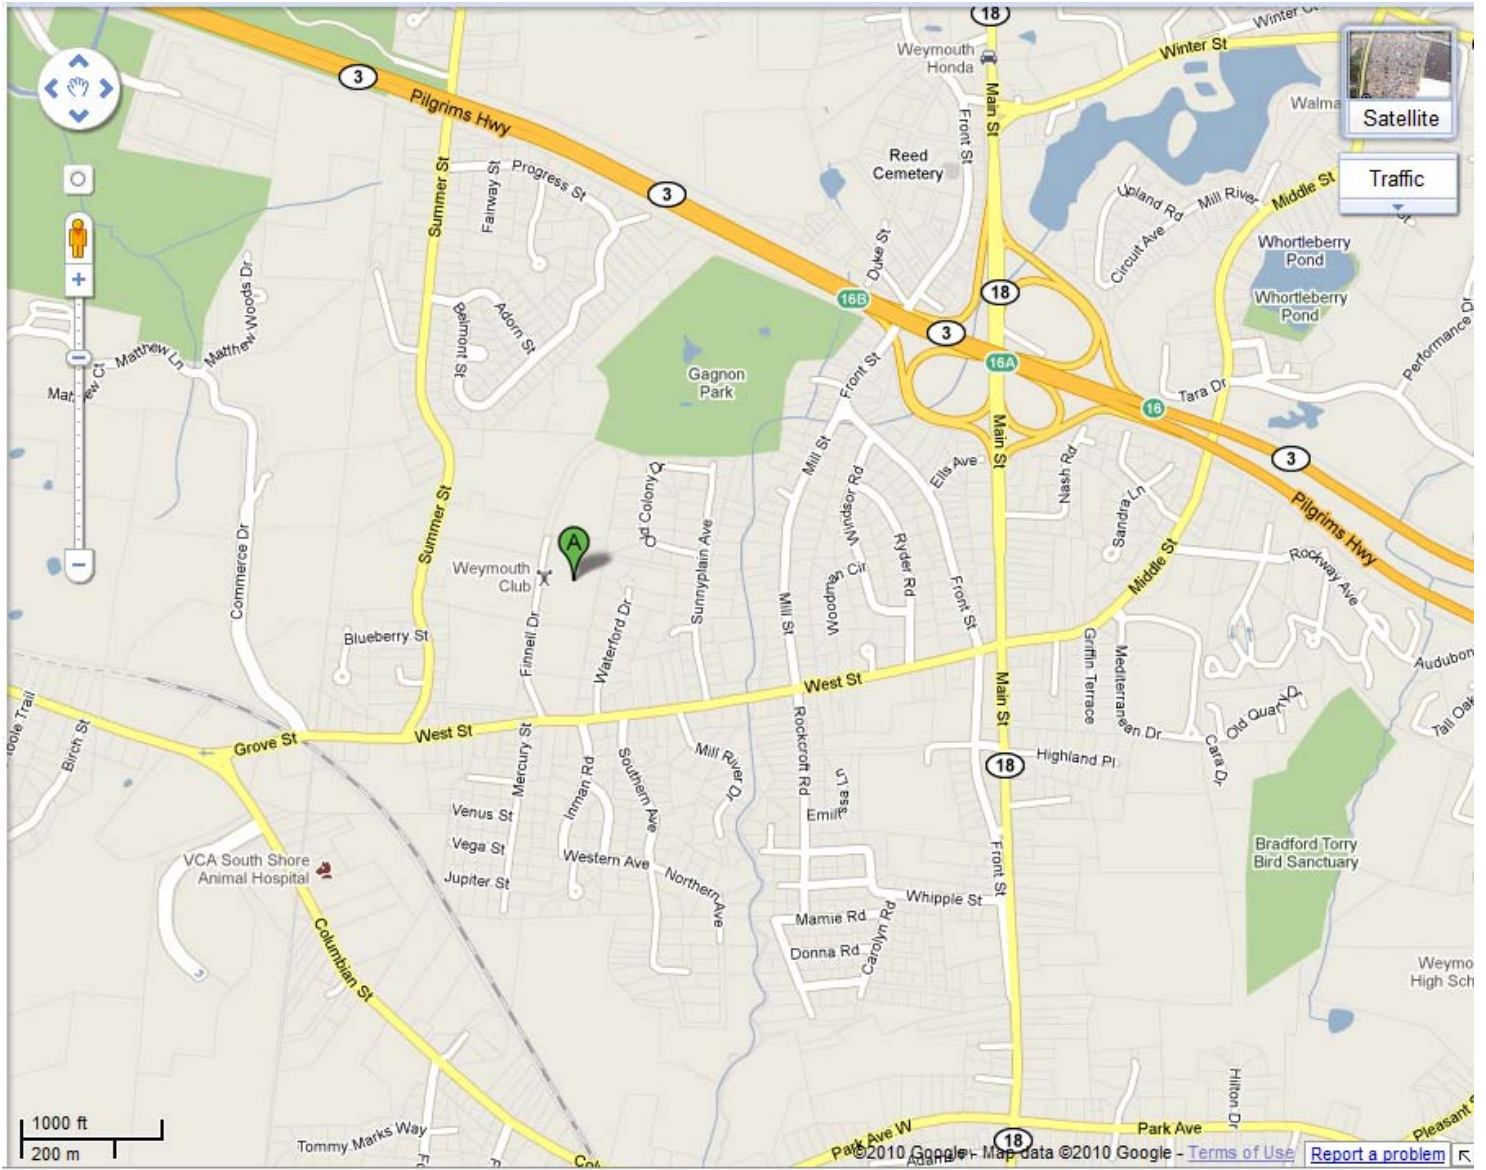 18
Winter Ct
Weymouth
Honda
Winter St
3
Pilgrims Hwy
Main St
Walma
Satellite
Front St
Reed
Cemetery
Traffic
Summer St
Fairway St
Progress St
3
Upland Rd
Mill River
Middle St
Circuit Ave
Duke St
Whortleberry
Pond
Whortleberry
Pond
Matthew Woods Dr
16B
18
3
Adorn St
Belmont St
Matthew Ln
Matthew Ct
Performance Dr
16A
Gagnon
Park
Front St
Tara Dr
16
Main St
Mill St
Ells Ave
Nash Rd
3
Old Colony
Windsor Rd
Sandra Ln
Pilgrims Hwy
Summer St
Commerce Dr
A
Weymouth
Club
Sunnyplain Ave
Ryder Rd
Middle St
Rockway Ave
Finnell Dr
Waterford Dr
Mill St
Front St
Blueberry St
Griffin Terrace
Mediterranean Dr
Audubon
West St
Main St
Old Quarry
Tall Oak
Cara Dr
Birch St
Grove St
West St
Mercury St
Mill River Dr
Rockcroft Rd
Highland Pl
18
Inman Rd
Southern Ave
Venus St
Vega St
Jupiter St
Western Ave
Northern Ave
VCA South Shore
Animal Hospital
Front St
Bradford Torry
Bird Sanctuary
Whipple St
Mamie Rd
Donna Rd
Carolyn Rd
Columbian St
Weymo
High Sch
1000 ft
200 m
Tommy Marks Way
Col
Park Ave W
18
Park Ave
Hilton Dr
Pleasant
©2010 Google - Map data ©2010 Google - Terms of Use
Report a problem